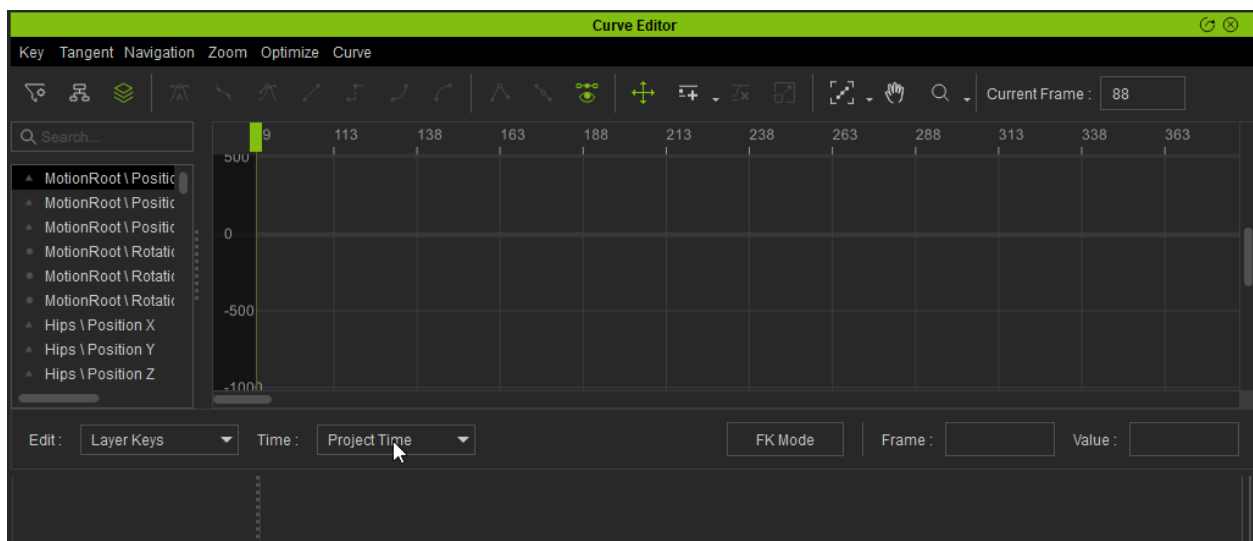 Curve Editor
Key Tangent Navigation Zoom Optimize Curve
Current Frame : 88
Search...
9 113 138 163 188 213 238 263 288 313 338 363
500
MotionRoot \ Positic
MotionRoot \ Positic
MotionRoot \ Positic
0
MotionRoot \ Rotatic
MotionRoot \ Rotatic
MotionRoot \ Rotatic
-500
Hips \ Position X
Hips \ Position Y
Hips \ Position Z
-1000
Edit : Layer Keys Time : Project Time FK Mode Frame : Value :